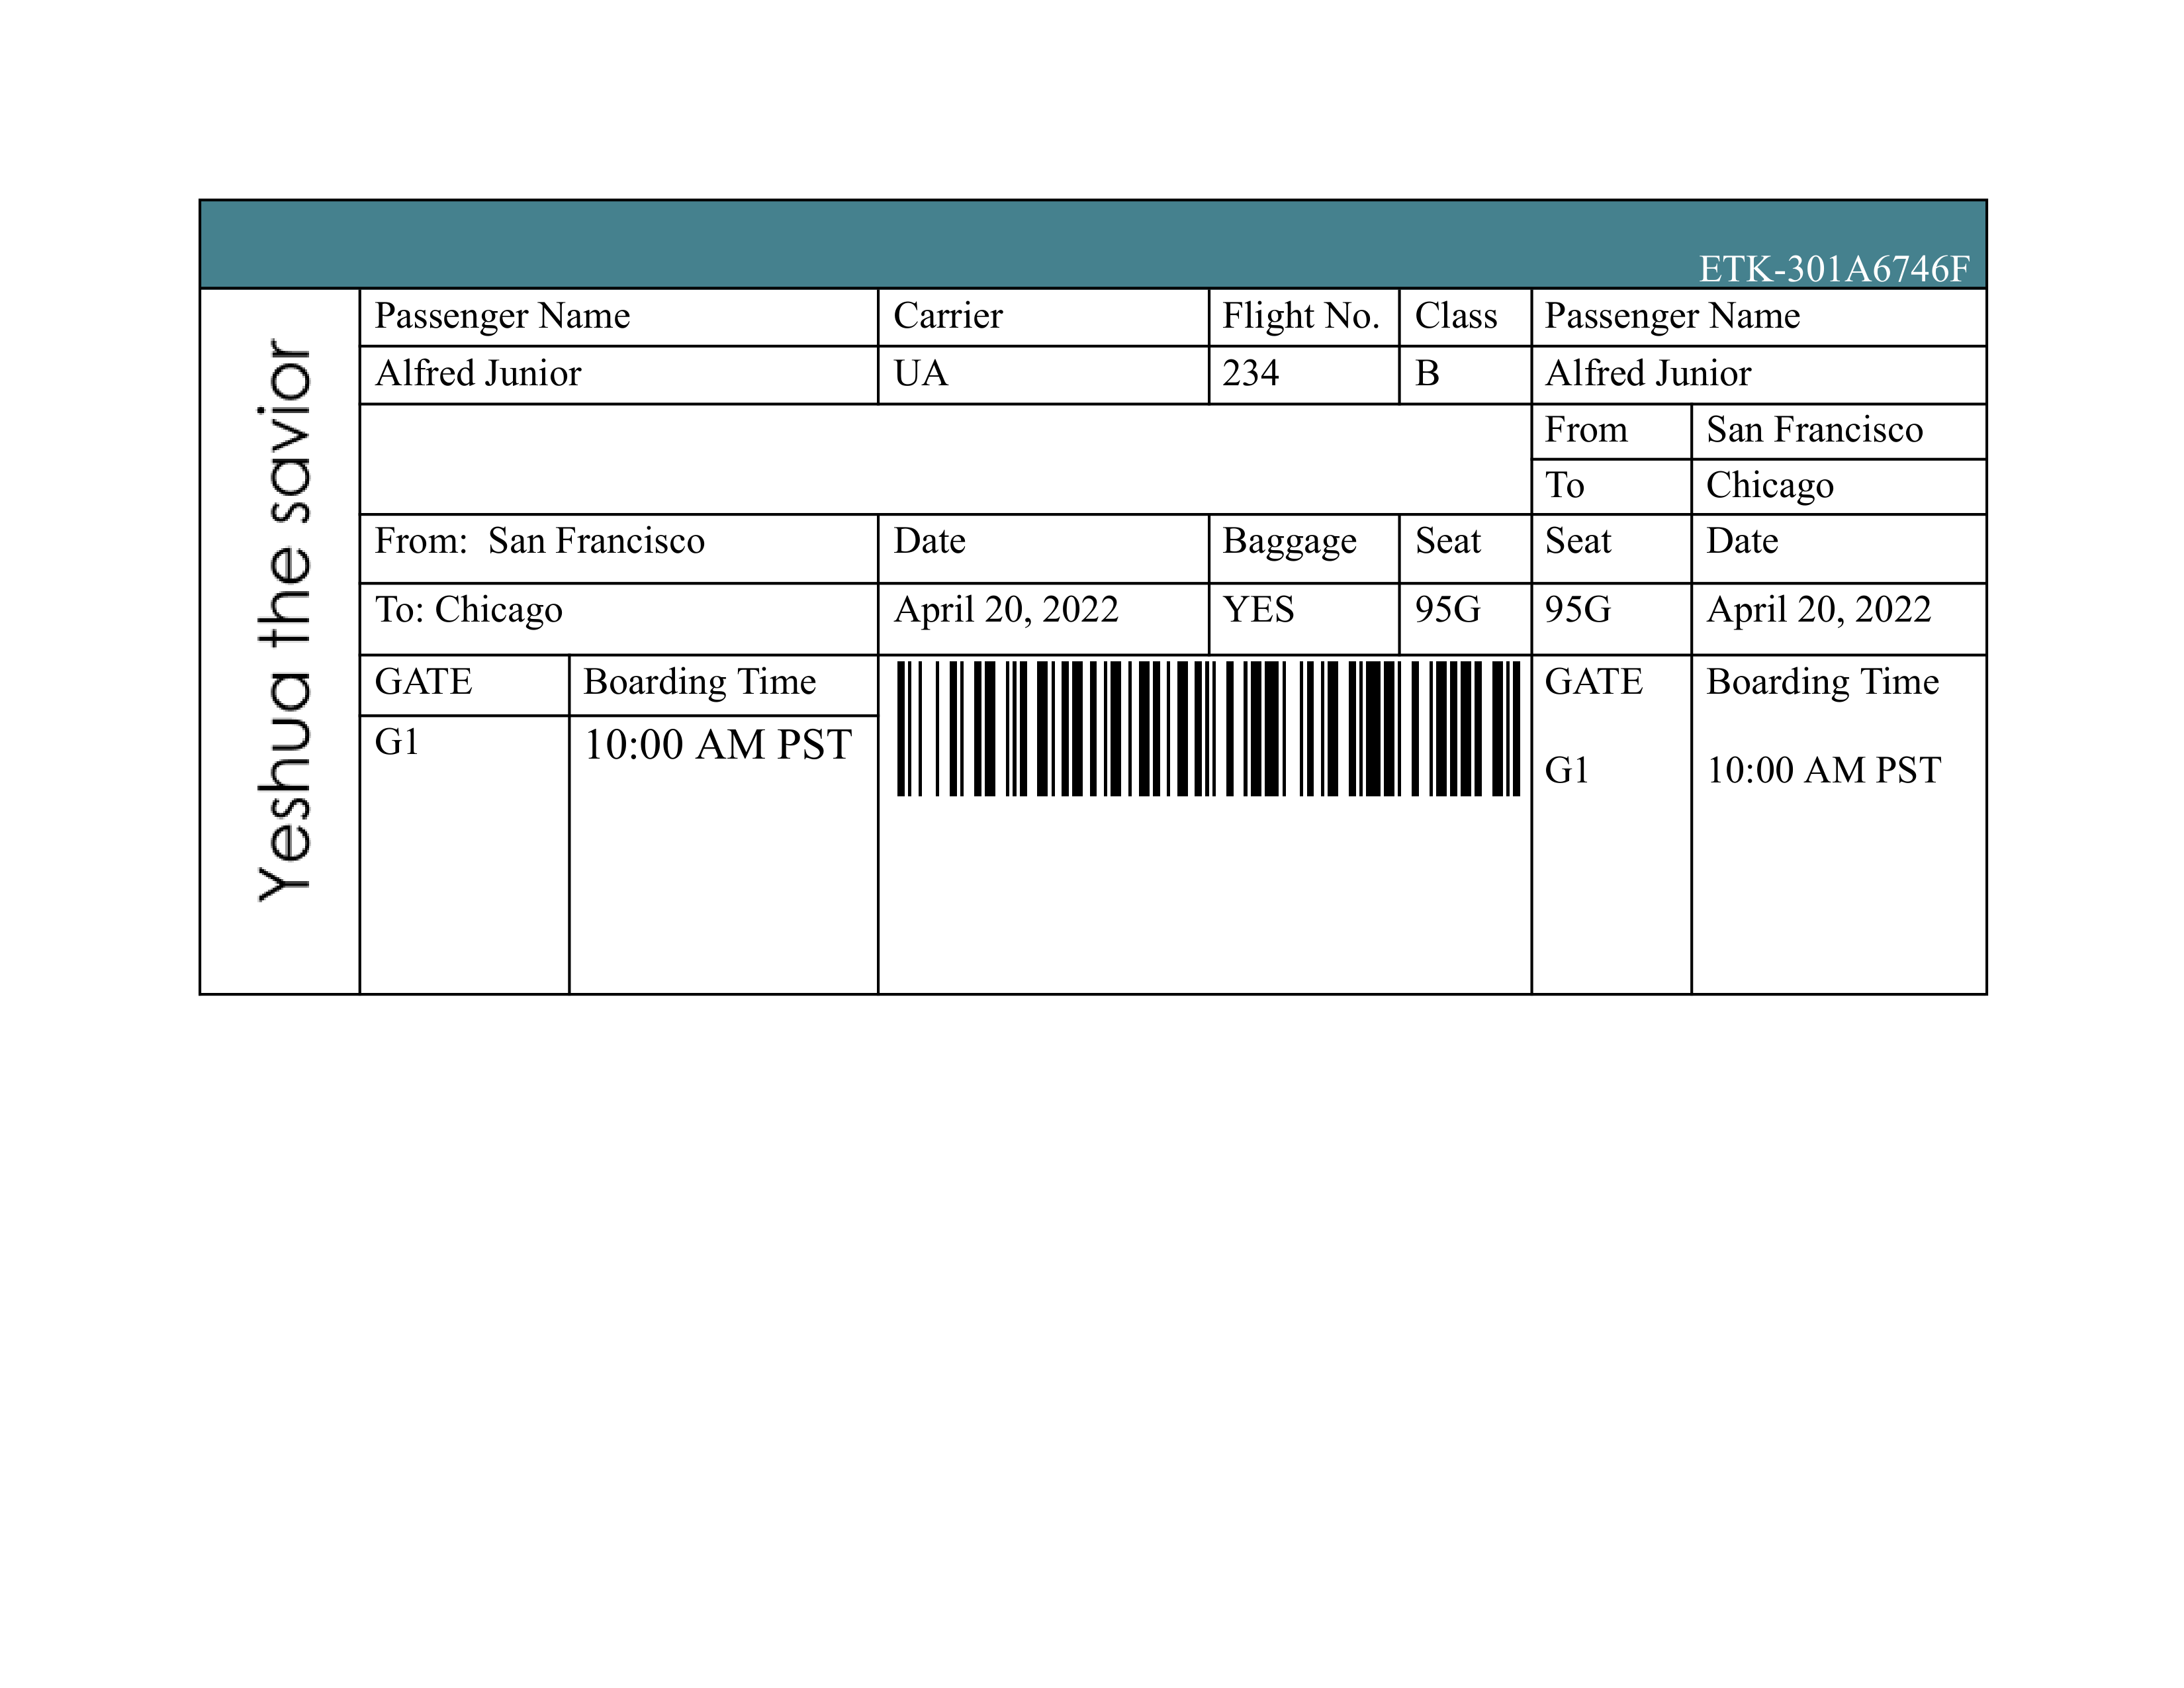 ETK-301A6746F
Yeshua the savior
Passenger Name Carrier Flight No. Class Passenger Name
Alfred Junior UA 234 B Alfred Junior
From San Francisco
To Chicago
From: San Francisco Date Baggage Seat Seat Date
To: Chicago April 20, 2022 YES 95G 95G April 20, 2022
GATE Boarding Time GATE Boarding Time
G1 10:00 AM PST G1 10:00 AM PST